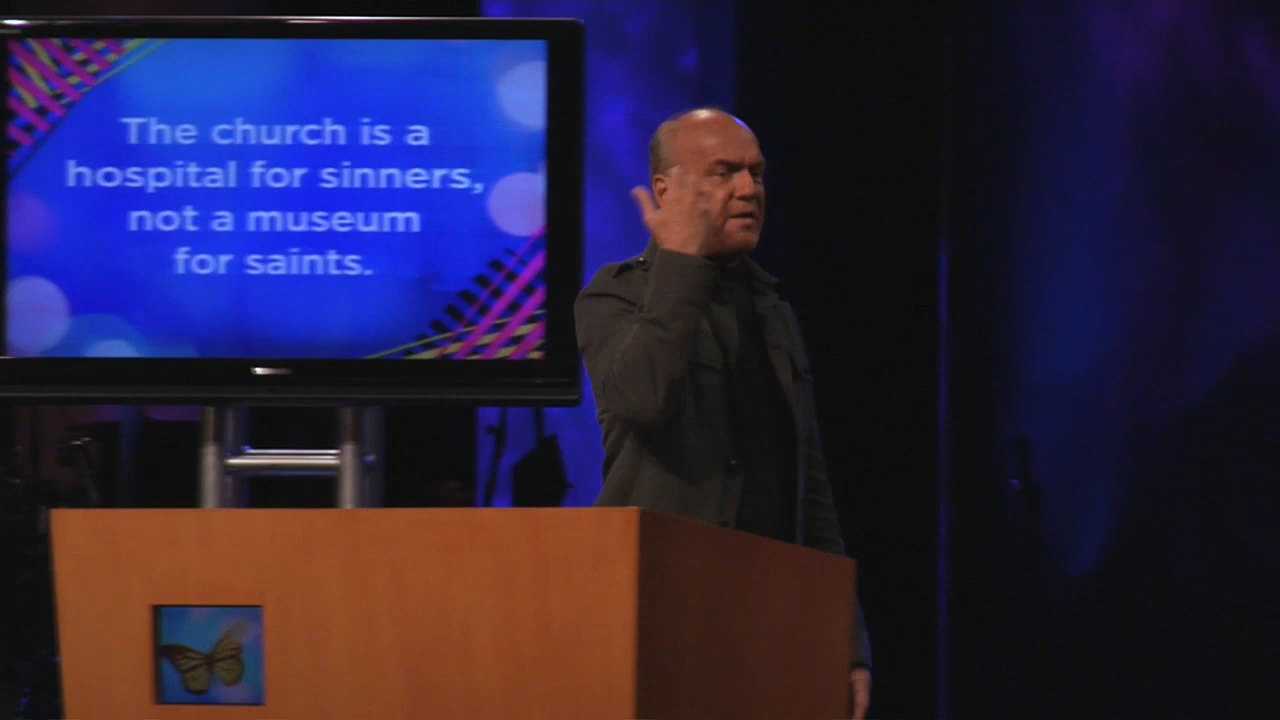 The church is a
hospital for sinners,
not a museum
for saints.